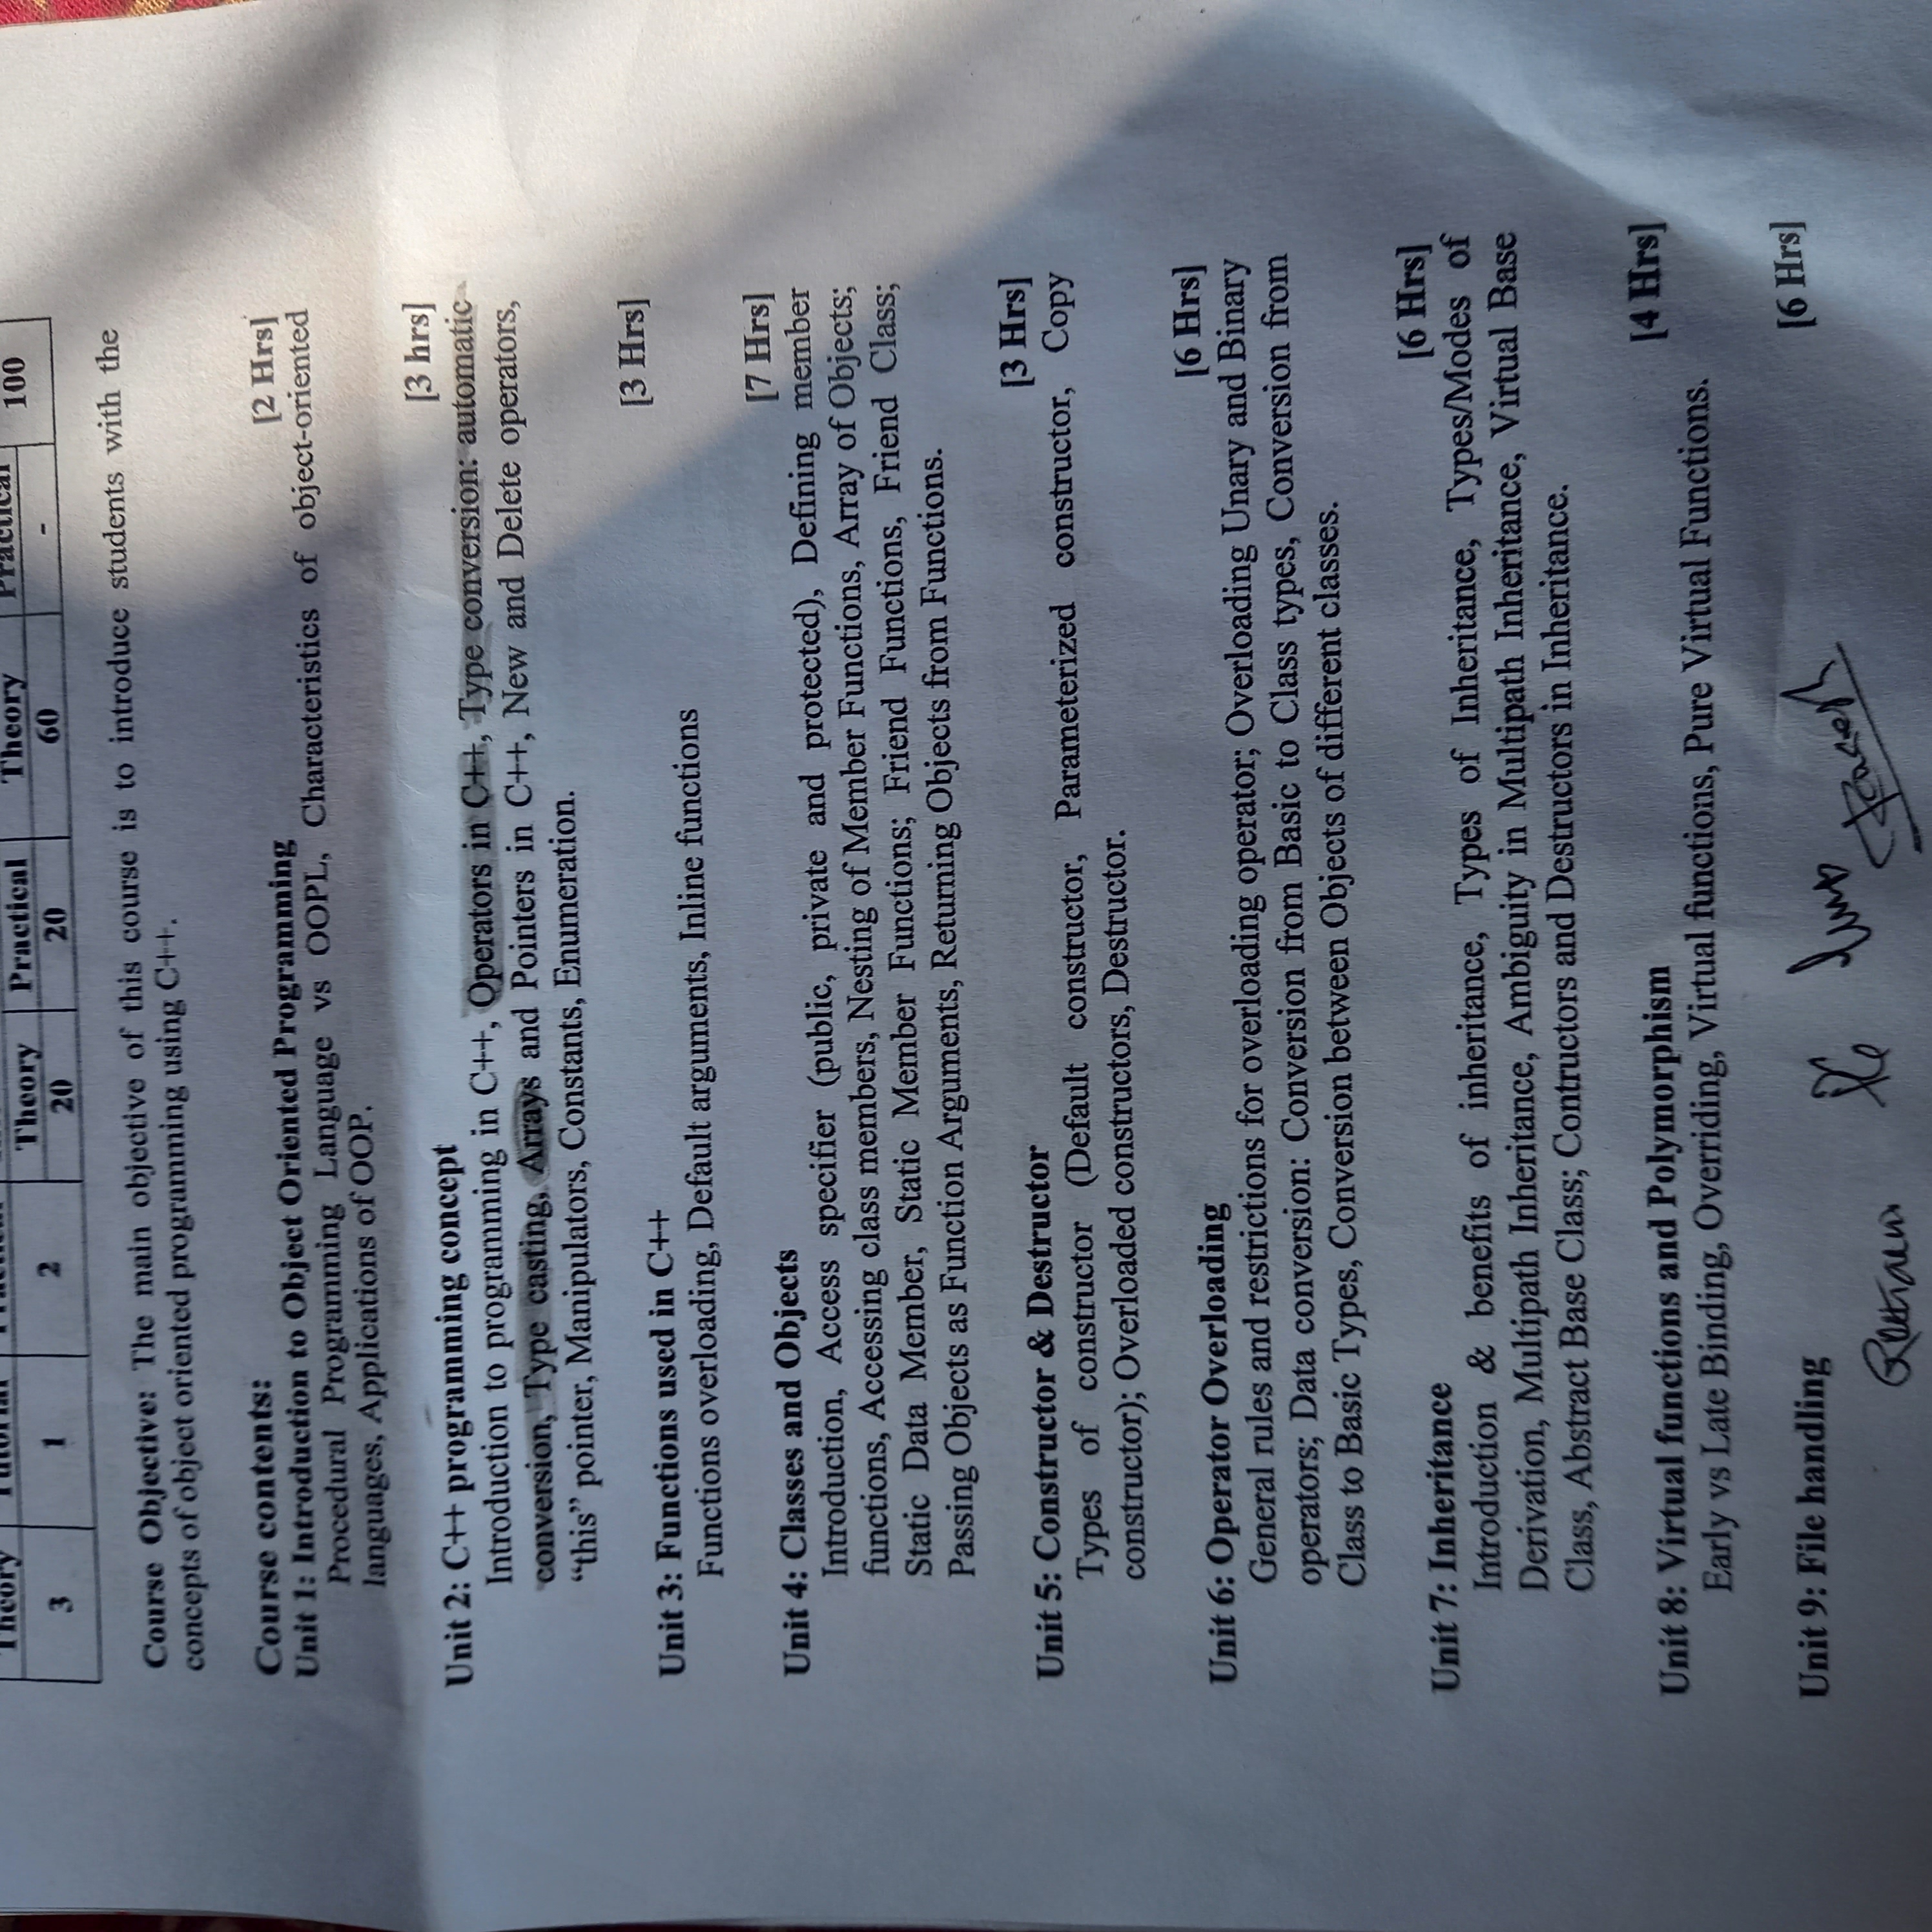 Theory Tutorial Practical Theory Practical Theory Practical 100
3 1 2 20 20 60 -
Course Objective: The main objective of this course is to introduce students with the
concepts of object oriented programming using C++.
Course contents:
Unit 1: Introduction to Object Oriented Programming [2 Hrs]
Procedural Programming Language vs OOPL, Characteristics of object-oriented
languages, Applications of OOP.
Unit 2: C++ programming concept [3 hrs]
Introduction to programming in C++, Operators in C++, Type conversion: automatic
conversion, Type casting, Arrays and Pointers in C++, New and Delete operators,
“this” pointer, Manipulators, Constants, Enumeration.
Unit 3: Functions used in C++ [3 Hrs]
Functions overloading, Default arguments, Inline functions
Unit 4: Classes and Objects [7 Hrs]
Introduction, Access specifier (public, private and protected), Defining member
functions, Accessing class members, Nesting of Member Functions, Array of Objects;
Static Data Member, Static Member Functions; Friend Functions, Friend Class;
Passing Objects as Function Arguments, Returning Objects from Functions.
Unit 5: Constructor & Destructor [3 Hrs]
Types of constructor (Default constructor, Parameterized constructor, Copy
constructor); Overloaded constructors, Destructor.
Unit 6: Operator Overloading [6 Hrs]
General rules and restrictions for overloading operator; Overloading Unary and Binary
operators; Data conversion: Conversion from Basic to Class types, Conversion from
Class to Basic Types, Conversion between Objects of different classes.
Unit 7: Inheritance [6 Hrs]
Introduction & benefits of inheritance, Types of Inheritance, Types/Modes of
Derivation, Multipath Inheritance, Ambiguity in Multipath Inheritance, Virtual Base
Class, Abstract Base Class; Contructors and Destructors in Inheritance.
Unit 8: Virtual functions and Polymorphism [4 Hrs]
Early vs Late Binding, Overriding, Virtual functions, Pure Virtual Functions.
Unit 9: File handling [6 Hrs]